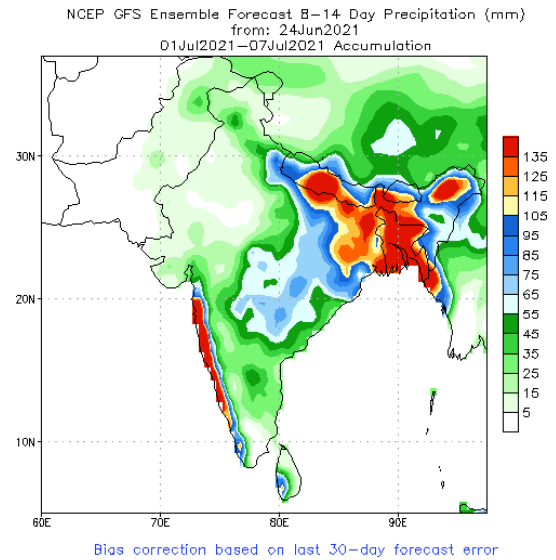 NCEP GFS Ensemble Forecast 8-14 Day Precipitation (mm)
from: 24Jun2021
01Jul2021-07Jul2021 Accumulation
30N
20N
10N
60E
70E
80E
90E
135
125
115
105
95
85
75
65
55
45
35
25
15
5
Bias correction based on last 30-day forecast error